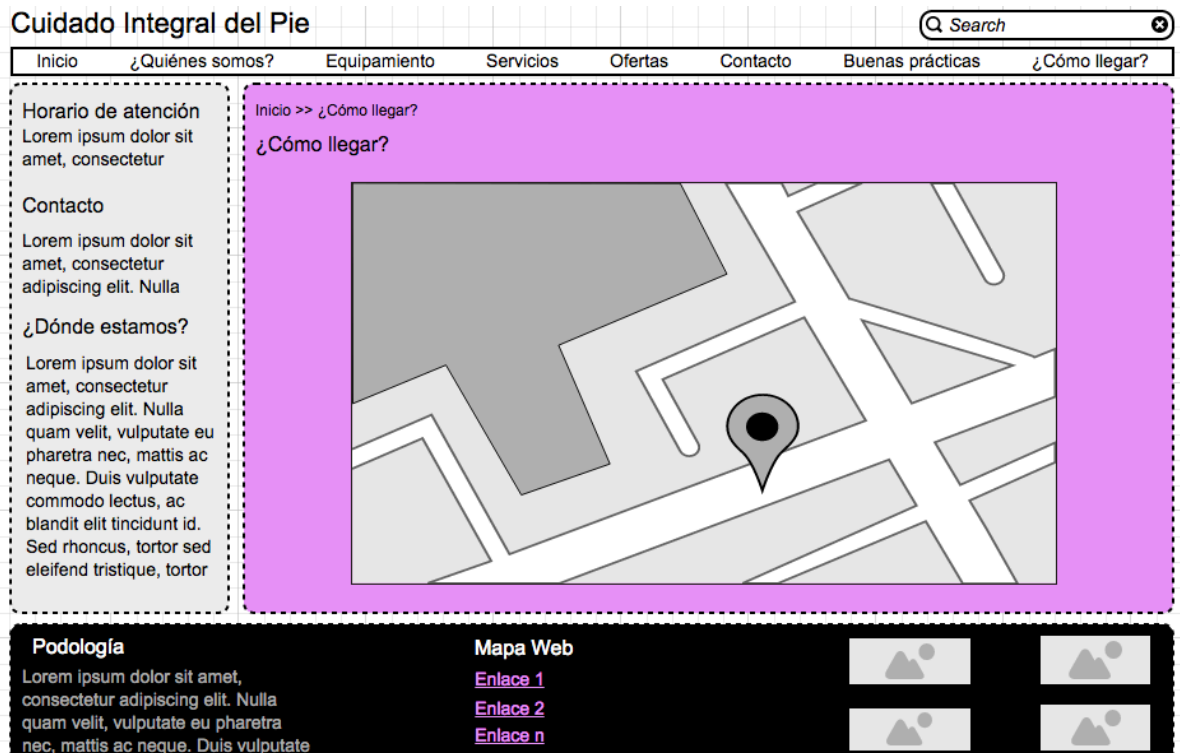 Cuidado Integral del Pie
Search
Inicio ¿Quiénes somos? Equipamiento Servicios Ofertas Contacto Buenas prácticas ¿Cómo llegar?
Horario de atención
Lorem ipsum dolor sit
amet, consectetur
Contacto
Lorem ipsum dolor sit
amet, consectetur
adipiscing elit. Nulla
¿Dónde estamos?
Lorem ipsum dolor sit
amet, consectetur
adipiscing elit. Nulla
quam velit, vulputate eu
pharetra nec, mattis ac
neque. Duis vulputate
commodo lectus, ac
blandit elit tincidunt id.
Sed rhoncus, tortor sed
eleifend tristique, tortor
Inicio >> ¿Cómo llegar?
¿Cómo llegar?
Podología
Lorem ipsum dolor sit amet,
consectetur adipiscing elit. Nulla
quam velit, vulputate eu pharetra
nec, mattis ac neque. Duis vulputate
Mapa Web
Enlace 1
Enlace 2
Enlace n